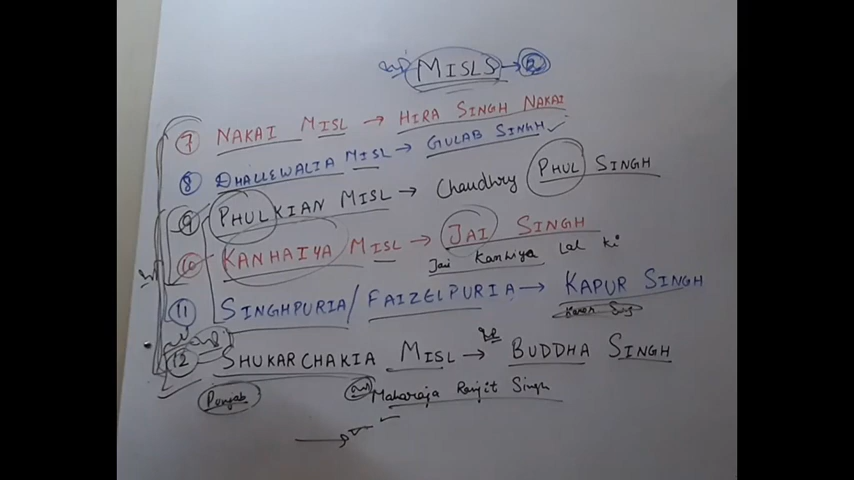 MISLS → 12
7 NAKAI MISL → HIRA SINGH NAKAI
8 DHALLEWALIA MISL → GULAB SINGH
9 PHULKIAN MISL → Chaudhry PHUL SINGH
10 KANHAIYA MISL → JAI SINGH
Jai Kanhiya Lal ki
11 SINGHPURIA/FAIZELPURIA → KAPUR SINGH
12 SHUKARCHAKIA MISL → BUDDHA SINGH
Punjab Maharaja Ranjit Singh